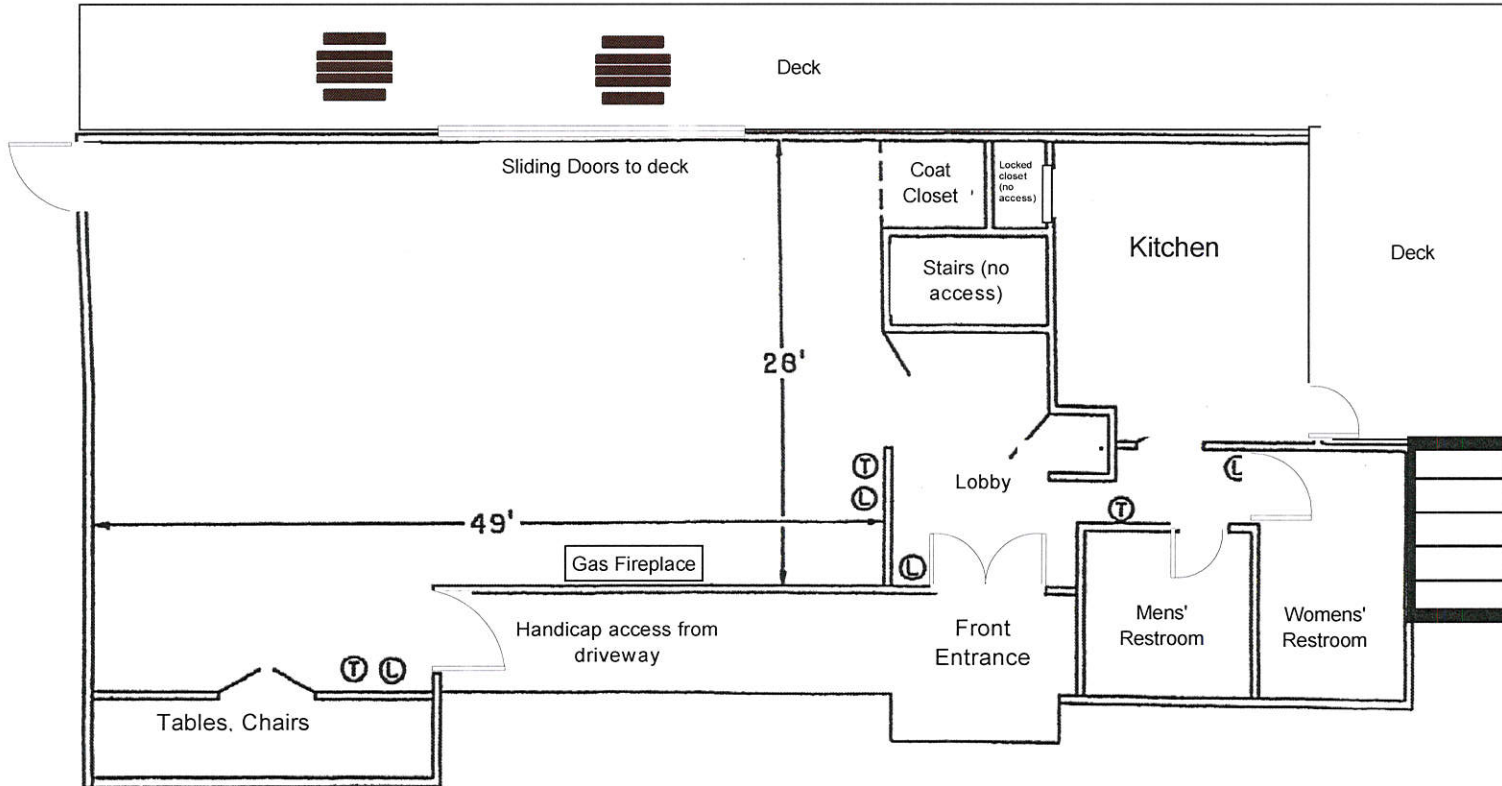 Deck
Sliding Doors to deck
Coat
Closet
Locked
closet
(no
access)
Kitchen
Deck
Stairs (no
access)
28'
T
L
Lobby
L
T
49'
Gas Fireplace
L
Handicap access from
driveway
Front
Entrance
Mens'
Restroom
Womens'
Restroom
T L
Tables, Chairs